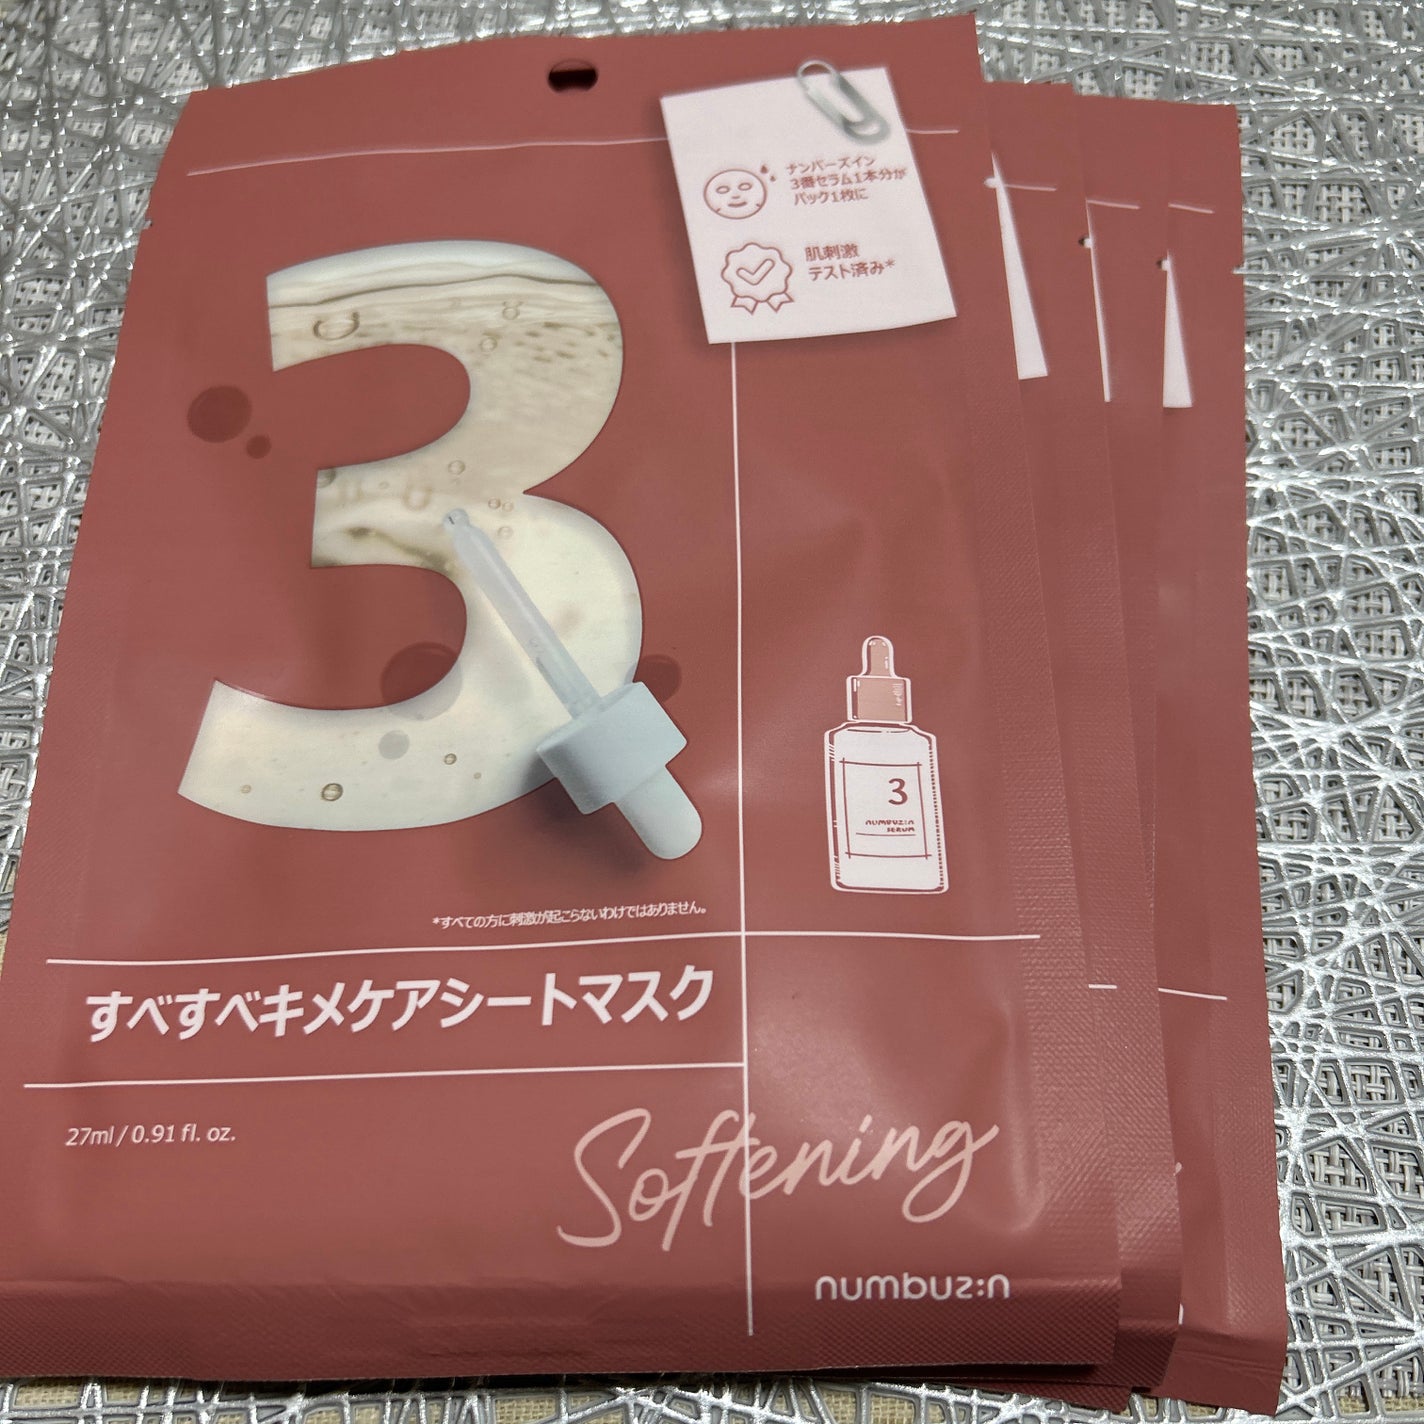 ナンバーズイン
3番セラム1本分が
パック1枚に
肌刺激
テスト済み*
3
3
numbuz:n
SERUM
*すべての方に刺激が起こらないわけではありません。
すべすべキメケアシートマスク
27ml / 0.91 fl. oz.
Softening
numbuz:n